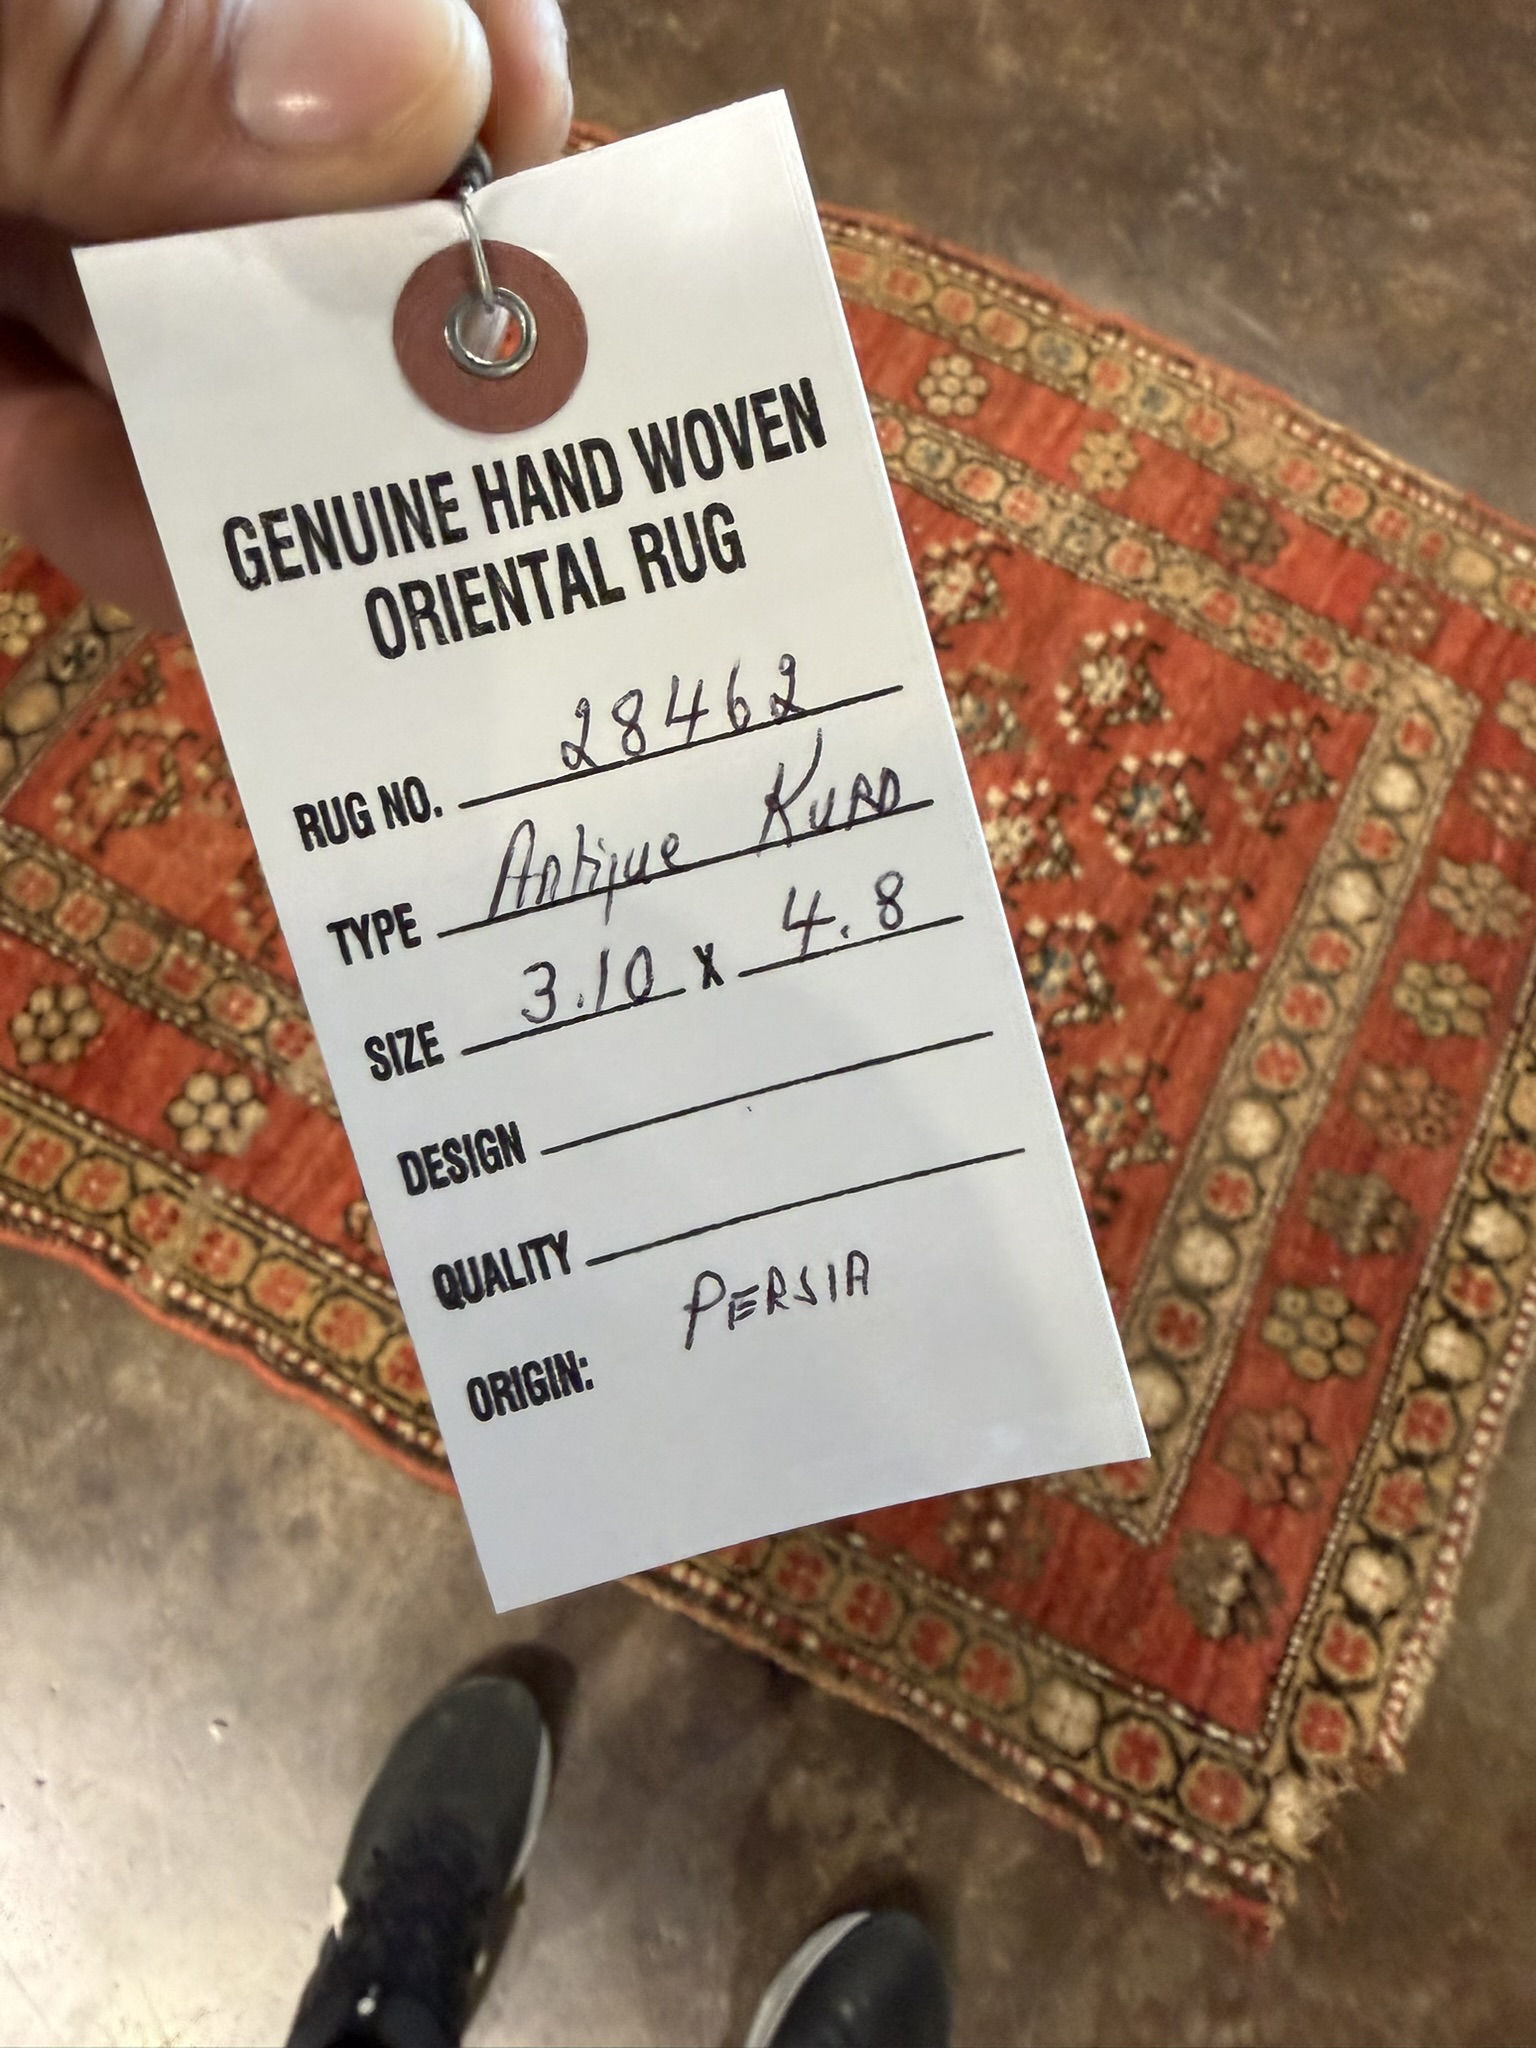 GENUINE HAND WOVEN
ORIENTAL RUG
RUG NO. 28462
TYPE Antique KURD
SIZE 3.10 X 4.8
DESIGN
QUALITY
ORIGIN: PERSIA